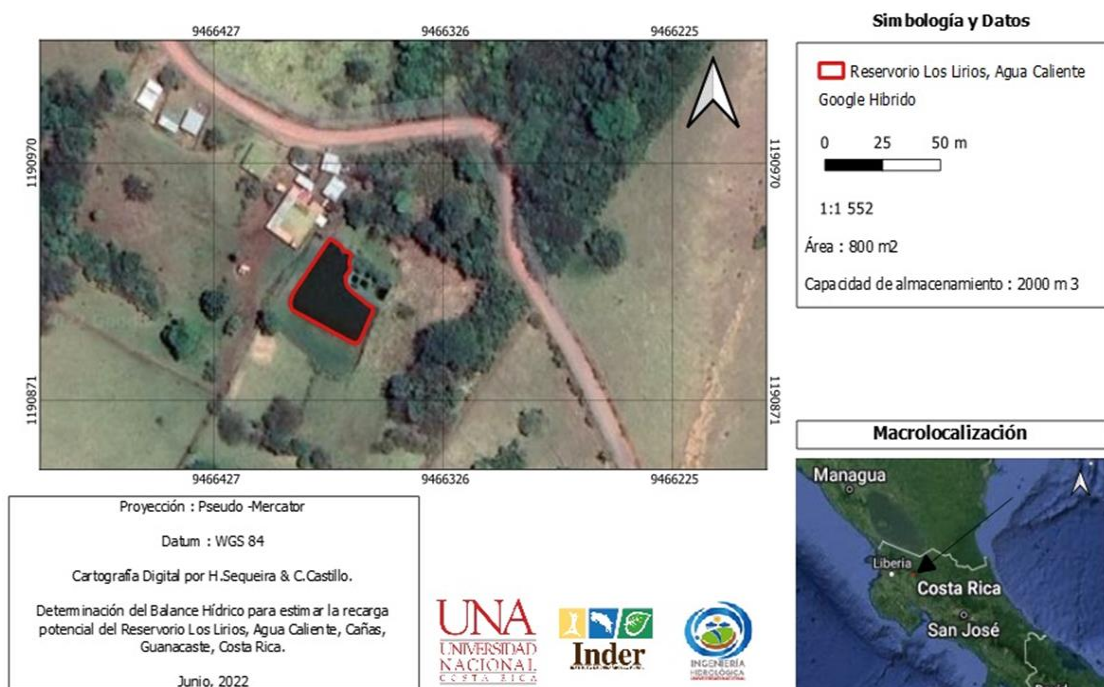 9466427
9466326
9466225
1190970
1190970
1190871
1190871
9466427
9466326
9466225
Simbología y Datos
Reservorio Los Lirios, Agua Caliente
Google Hibrido
0 25 50 m
1:1 552
Área : 800 m2
Capacidad de almacenamiento : 2000 m 3
Macrolocalización
Managua
Liberia
Costa Rica
San José
Proyección : Pseudo -Mercator
Datum : WGS 84
Cartografía Digital por H.Sequeira & C.Castillo.
Determinación del Balance Hídrico para estimar la recarga
potencial del Reservorio Los Lirios, Agua Caliente, Cañas,
Guanacaste, Costa Rica.
Junio, 2022
UNA
UNIVERSIDAD
NACIONAL
COSTA RICA
Inder
INGENIERÍA
HIDROLÓGICA